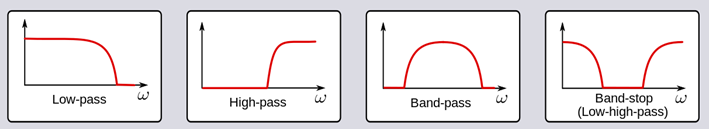 Low-pass
ω
High-pass
ω
Band-pass
ω
Band-stop
(Low-high-pass)
ω